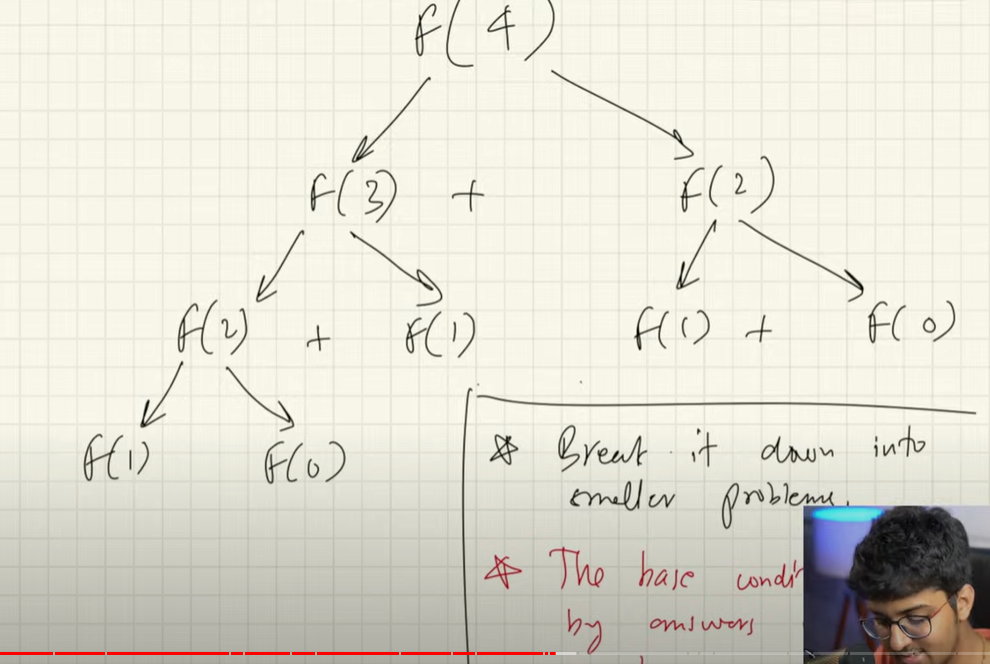 f(4)
f(3) + f(2)
f(2) + f(1) f(1) + f(0)
f(1) f(0)
* Break it down into
smaller problems.
* The base condi
by answers